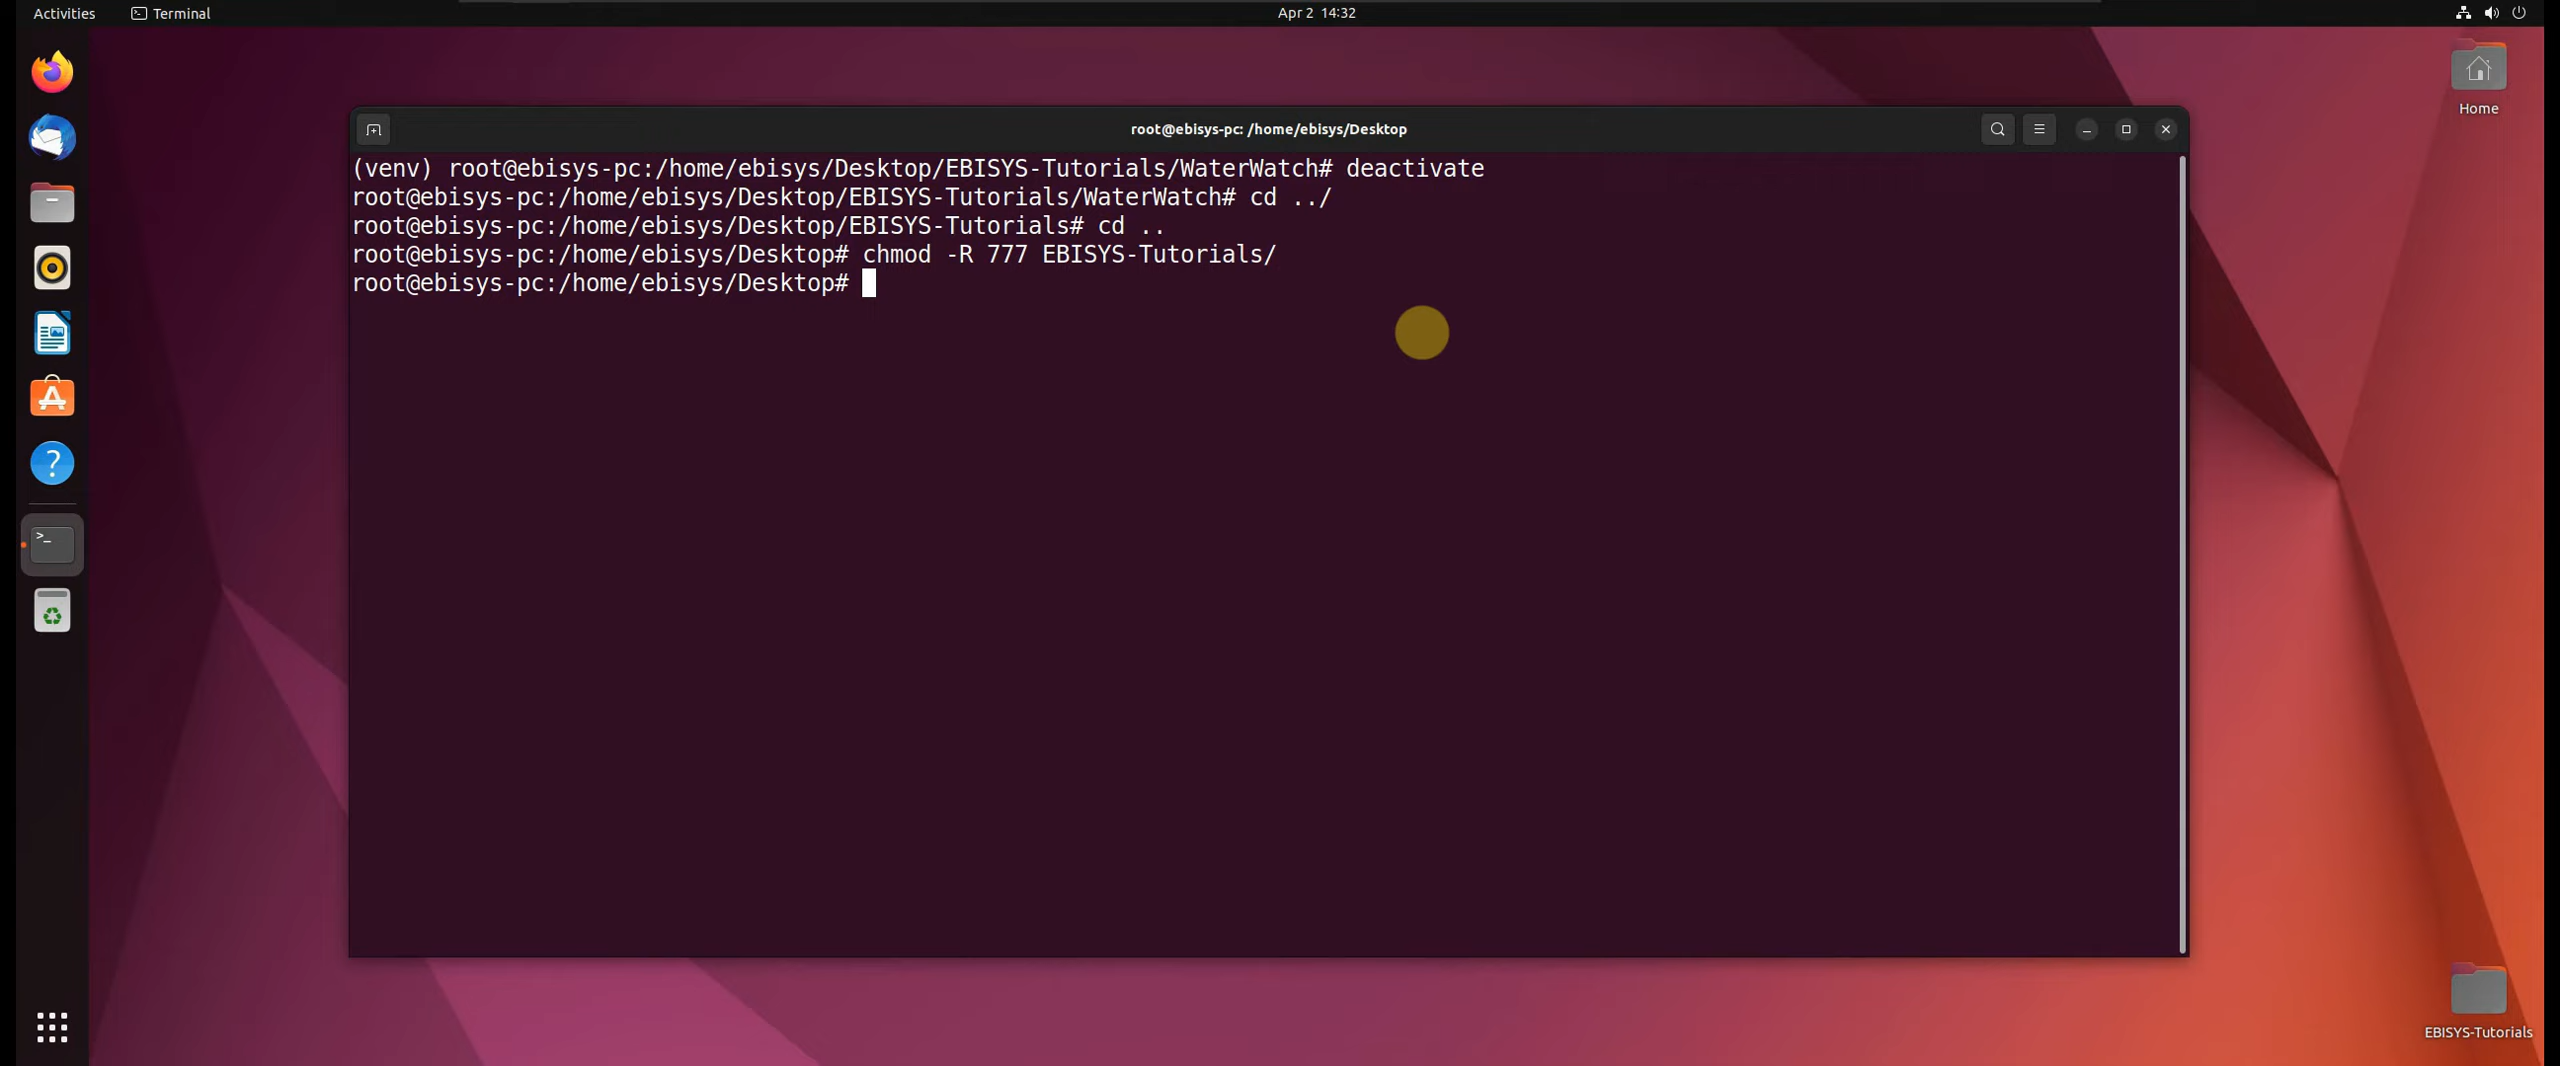 Activities Terminal Apr 2 14:32
Home
root@ebisys-pc: /home/ebisys/Desktop
(venv) root@ebisys-pc:/home/ebisys/Desktop/EBISYS-Tutorials/WaterWatch# deactivate
root@ebisys-pc:/home/ebisys/Desktop/EBISYS-Tutorials/WaterWatch# cd ../
root@ebisys-pc:/home/ebisys/Desktop/EBISYS-Tutorials# cd ..
root@ebisys-pc:/home/ebisys/Desktop# chmod -R 777 EBISYS-Tutorials/
root@ebisys-pc:/home/ebisys/Desktop#
EBISYS-Tutorials